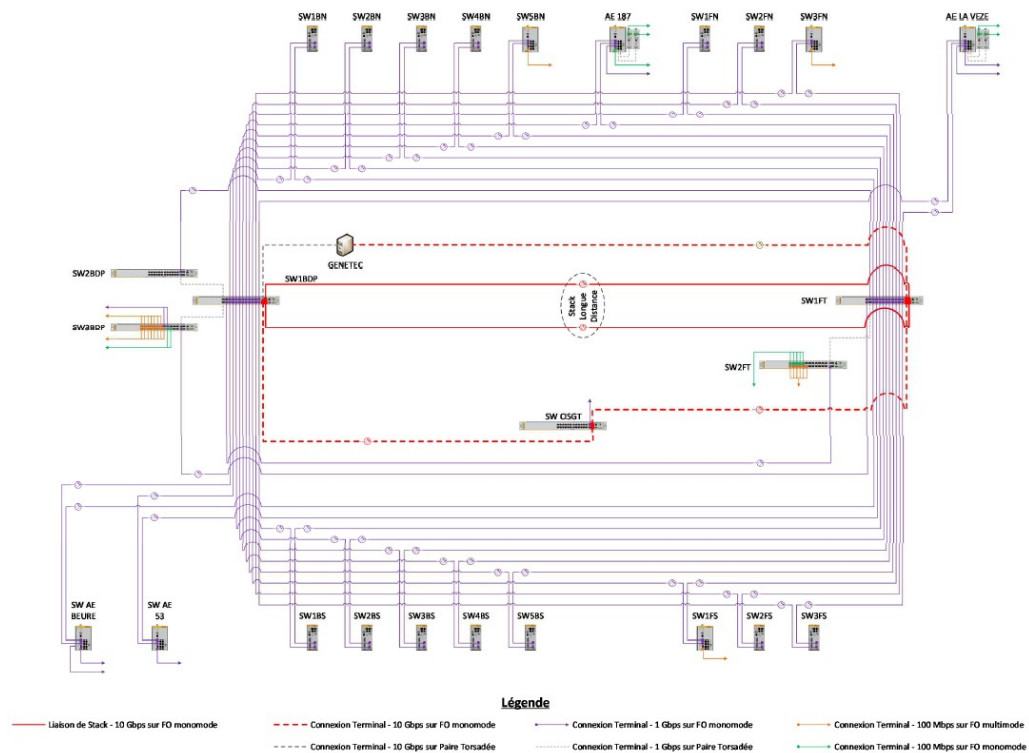 SW1BN
SW2BN
SW3BN
SW4BN
SW5BN
AE 187
SW1FN
SW2FN
SW3FN
AE LA VEZE
GENETEC
SW2BDP
SW1BDP
SW3BDP
Stack
Longue
Distance
SW1FT
SW2FT
SW CISGT
SW AE
BEURE
SW AE
53
SW1BS
SW2BS
SW3BS
SW4BS
SW5BS
SW1FS
SW2FS
SW3FS
Légende
Liaison de Stack - 10 Gbps sur FO monomode
Connexion Terminal - 10 Gbps sur FO monomode
Connexion Terminal - 1 Gbps sur FO monomode
Connexion Terminal - 100 Mbps sur FO multimode
Connexion Terminal - 10 Gbps sur Paire Torsadée
Connexion Terminal - 1 Gbps sur Paire Torsadée
Connexion Terminal - 100 Mbps sur FO monomode